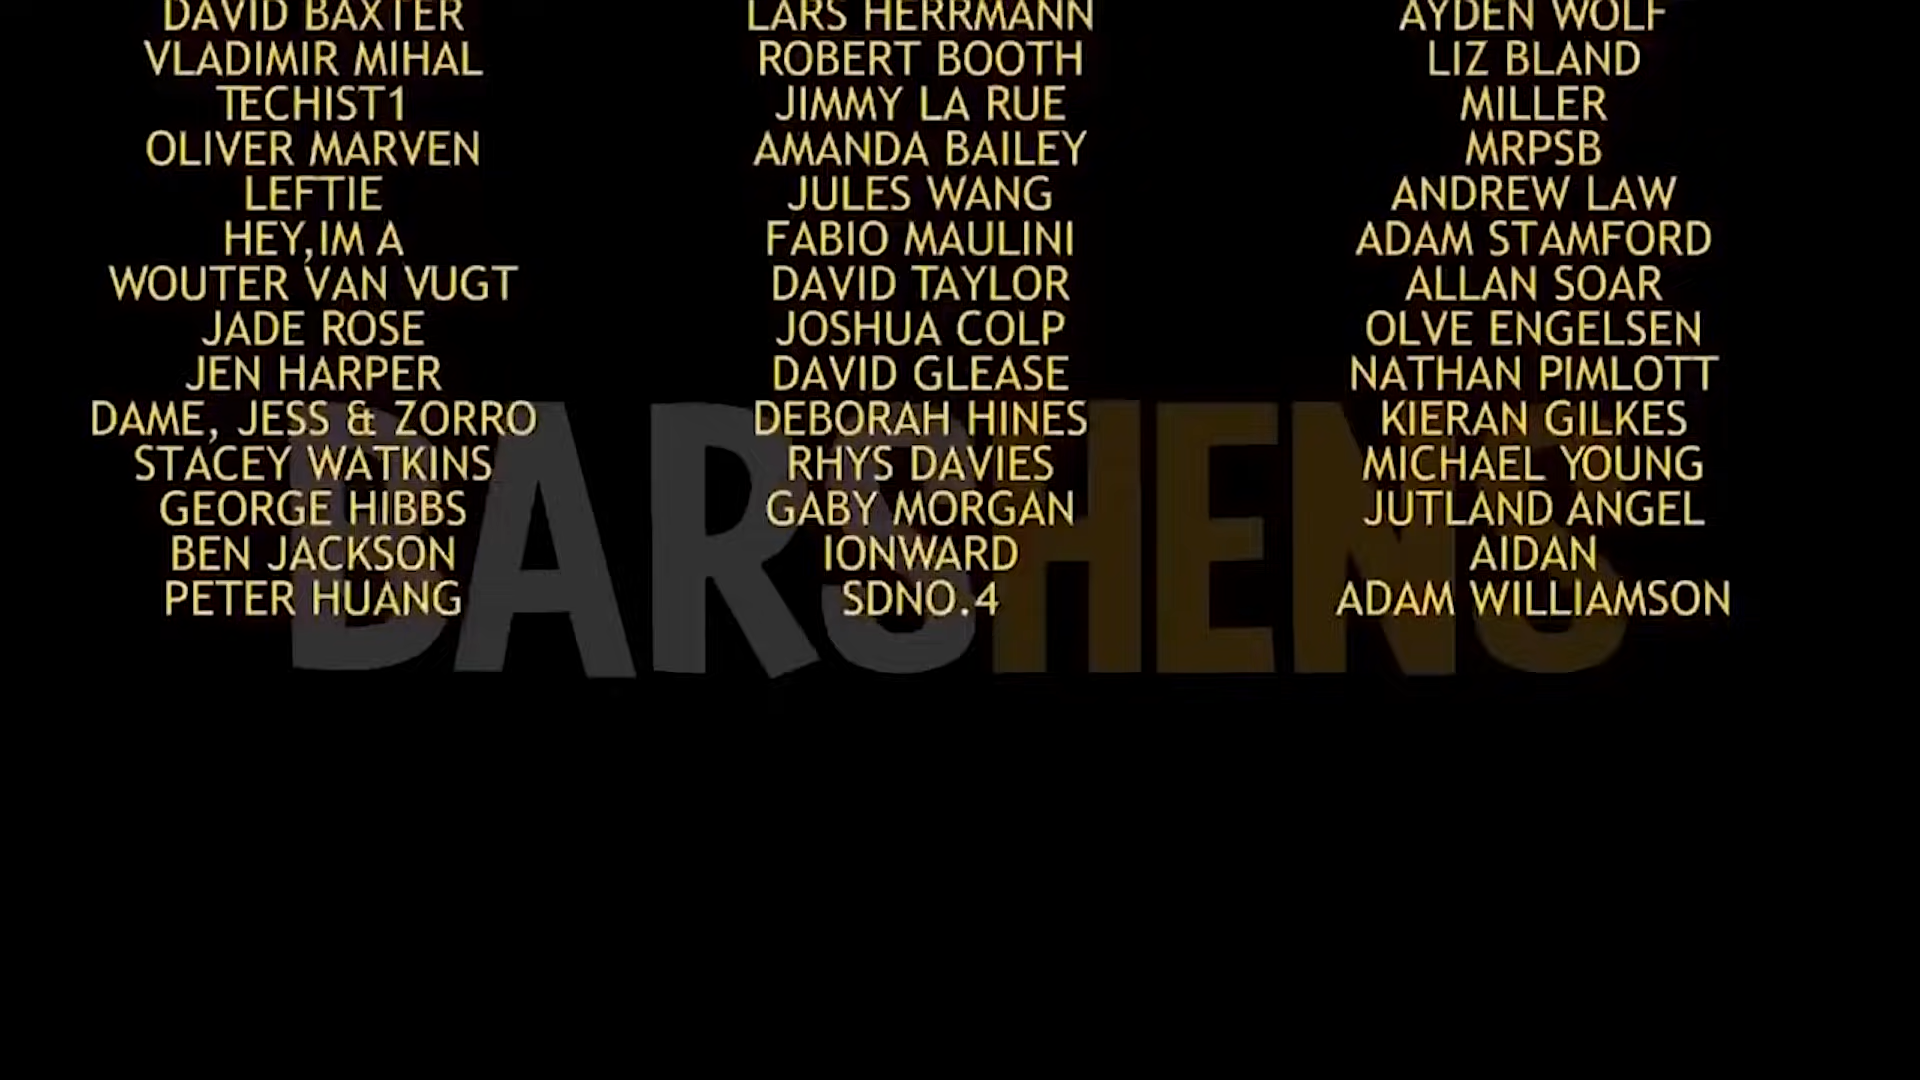 DAVID BAXTER
VLADIMIR MIHAL
TECHIST1
OLIVER MARVEN
LEFTIE
HEY,IM A
WOUTER VAN VUGT
JADE ROSE
JEN HARPER
DAME, JESS & ZORRO
STACEY WATKINS
GEORGE HIBBS
BEN JACKSON
PETER HUANG
LARS HERRMANN
ROBERT BOOTH
JIMMY LA RUE
AMANDA BAILEY
JULES WANG
FABIO MAULINI
DAVID TAYLOR
JOSHUA COLP
DAVID GLEASE
DEBORAH HINES
RHYS DAVIES
GABY MORGAN
IONWARD
SDNO.4
AYDEN WOLF
LIZ BLAND
MILLER
MRPSB
ANDREW LAW
ADAM STAMFORD
ALLAN SOAR
OLVE ENGELSEN
NATHAN PIMLOTT
KIERAN GILKES
MICHAEL YOUNG
JUTLAND ANGEL
AIDAN
ADAM WILLIAMSON
BARSHENS